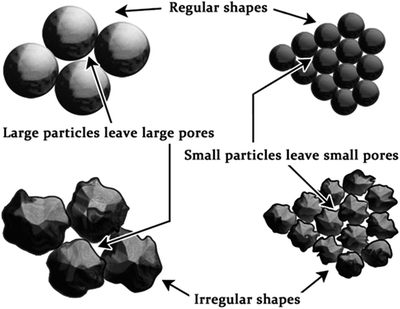 Regular shapes
Large particles leave large pores
Small particles leave small pores
Irregular shapes